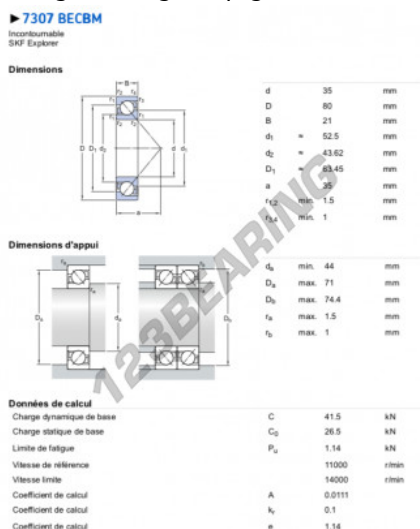 ►7307 BECBM
Incontournable
SKF Explorer
Dimensions
d 35 mm
D 80 mm
B 21 mm
d1 ≈ 52.5 mm
d2 ≈ 43.62 mm
D1 ≈ 63.45 mm
a 35 mm
r1,2 min. 1.5 mm
r3,4 min. 1 mm
Dimensions d'appui
da min. 44 mm
Da max. 71 mm
Db max. 74.4 mm
ra max. 1.5 mm
rb max. 1 mm
123BEARING
Données de calcul
Charge dynamique de base C 41.5 kN
Charge statique de base C0 26.5 kN
Limite de fatigue Pu 1.14 kN
Vitesse de référence 11000 r/min
Vitesse limite 14000 r/min
Coefficient de calcul A 0.0111
Coefficient de calcul kr 0.1
Coefficient de calcul e 1.14